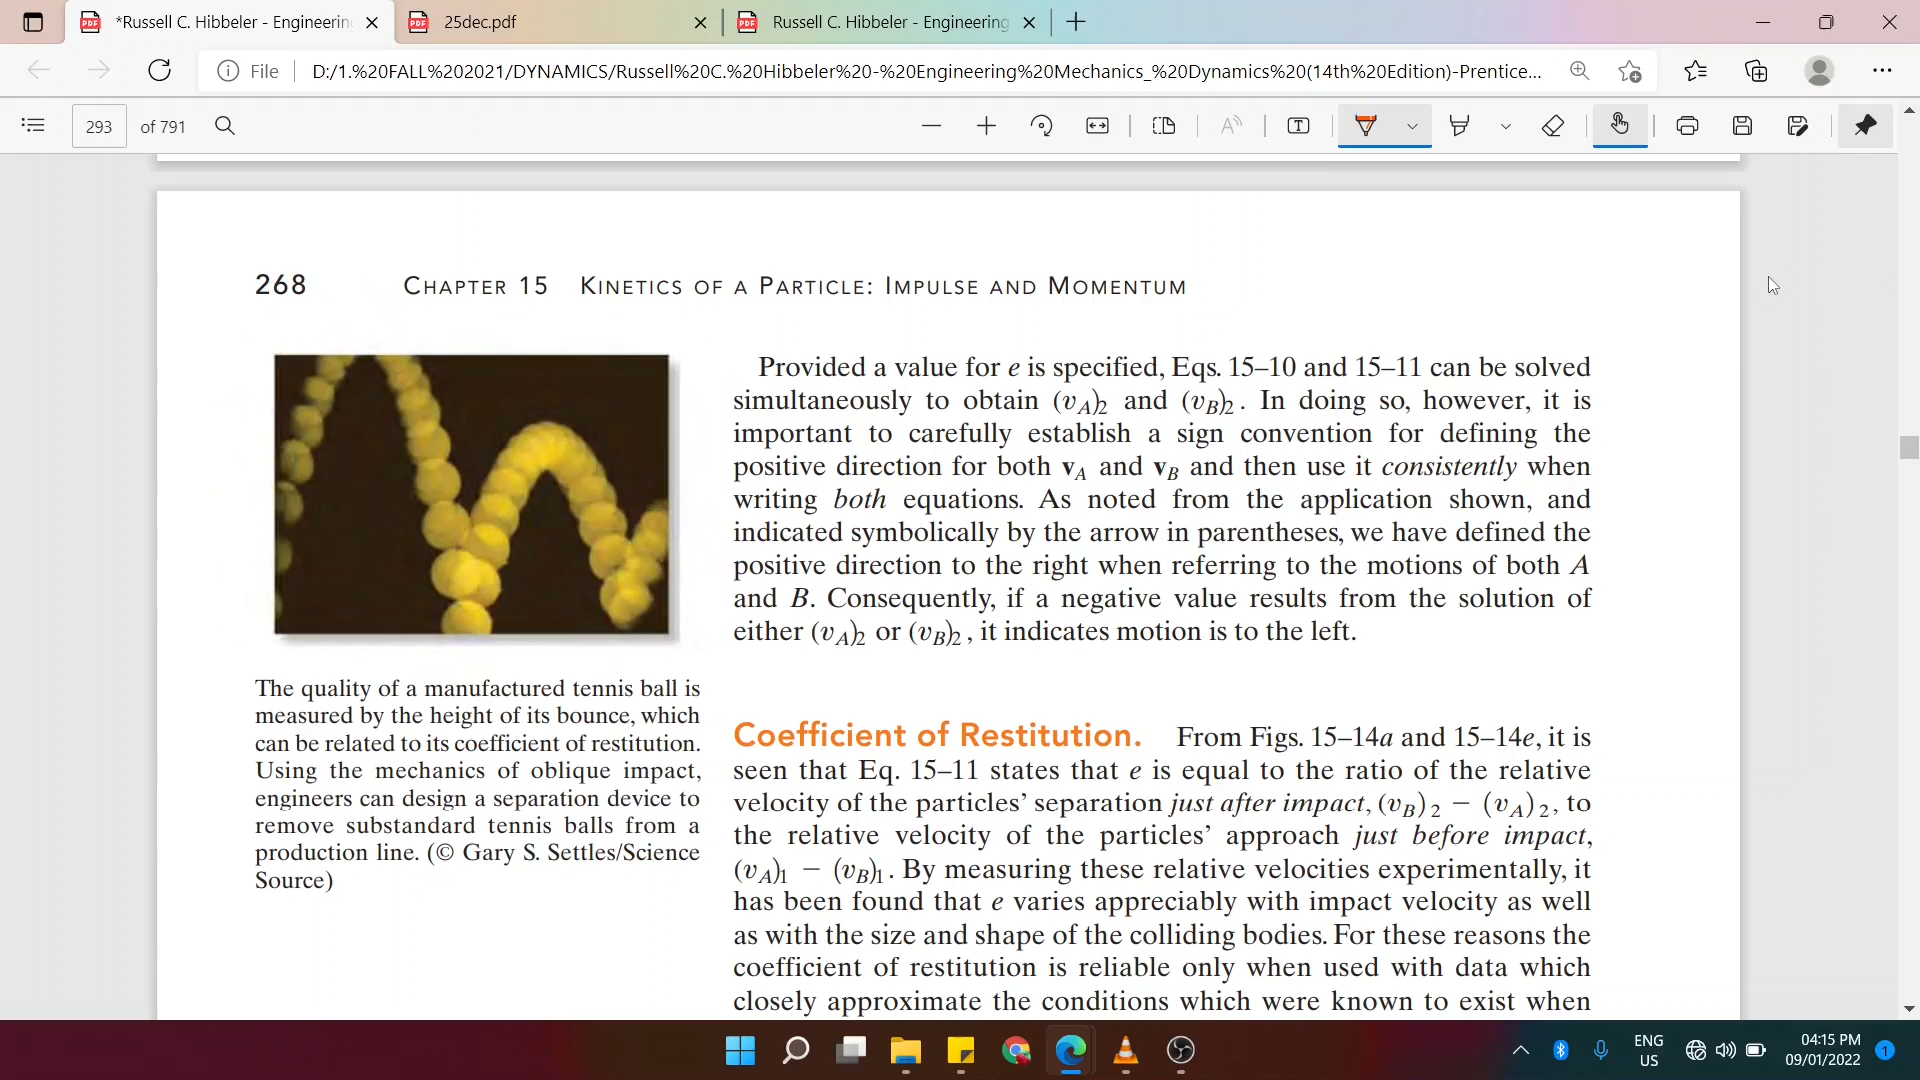 *Russell C. Hibbeler - Engineerin
25dec.pdf
Russell C. Hibbeler - Engineering
File
D:/1.%20FALL%202021/DYNAMICS/Russell%20C.%20Hibbeler%20-%20Engineering%20Mechanics_%20Dynamics%20(14th%20Edition)-Prentice...
293 of 791
268 CHAPTER 15 KINETICS OF A PARTICLE: IMPULSE AND MOMENTUM
Provided a value for e is specified, Eqs. 15–10 and 15–11 can be solved
simultaneously to obtain (vA)2 and (vB)2. In doing so, however, it is
important to carefully establish a sign convention for defining the
positive direction for both vA and vB and then use it consistently when
writing both equations. As noted from the application shown, and
indicated symbolically by the arrow in parentheses, we have defined the
positive direction to the right when referring to the motions of both A
and B. Consequently, if a negative value results from the solution of
either (vA)2 or (vB)2, it indicates motion is to the left.
The quality of a manufactured tennis ball is
measured by the height of its bounce, which
can be related to its coefficient of restitution.
Using the mechanics of oblique impact,
engineers can design a separation device to
remove substandard tennis balls from a
production line. (© Gary S. Settles/Science
Source)
Coefficient of Restitution. From Figs. 15–14a and 15–14e, it is
seen that Eq. 15–11 states that e is equal to the ratio of the relative
velocity of the particles' separation just after impact, (vB)2 − (vA)2, to
the relative velocity of the particles' approach just before impact,
(vA)1 − (vB)1. By measuring these relative velocities experimentally, it
has been found that e varies appreciably with impact velocity as well
as with the size and shape of the colliding bodies. For these reasons the
coefficient of restitution is reliable only when used with data which
closely approximate the conditions which were known to exist when
ENG
US
04:15 PM
09/01/2022
1